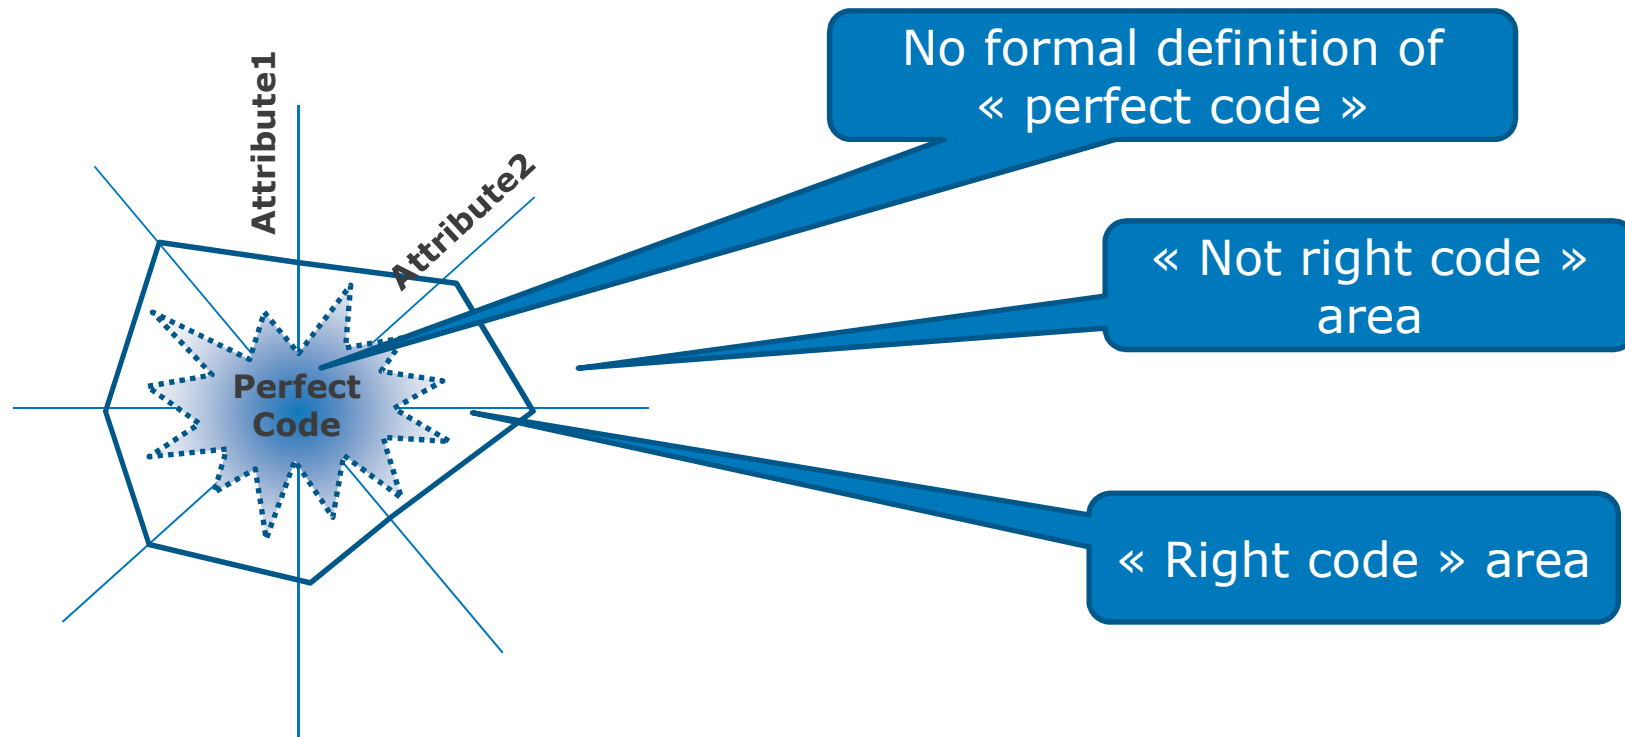 No formal definition of
« perfect code »
Attribute1
Attribute2
« Not right code »
area
Perfect
Code
« Right code » area